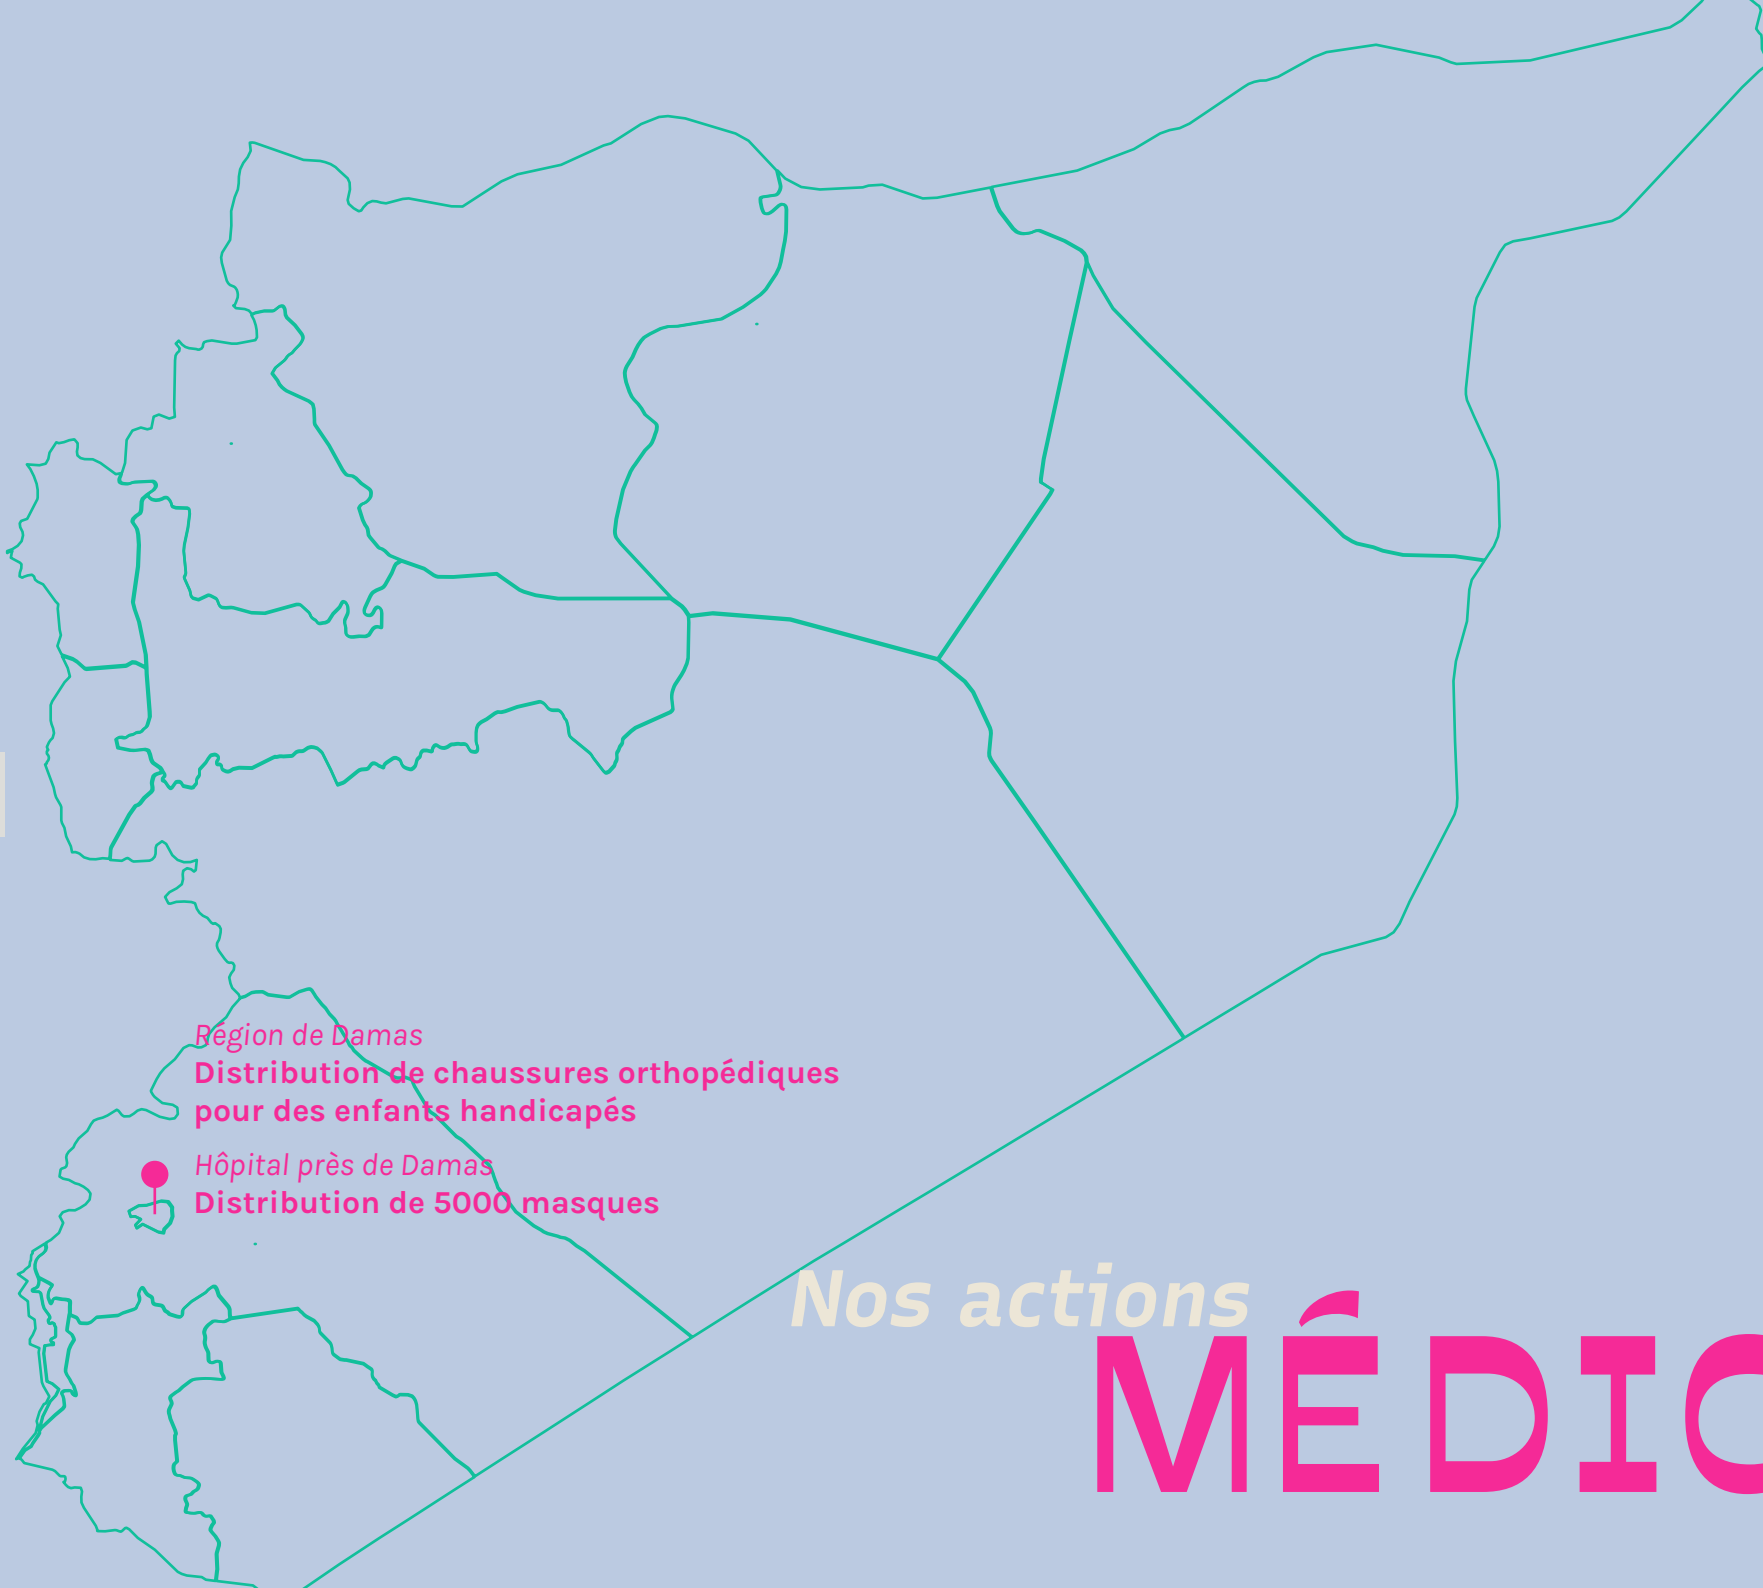 Région de Damas
Distribution de chaussures orthopédiques
pour des enfants handicapés
Hôpital près de Damas
Distribution de 5000 masques
Nos actions
MÉDIC